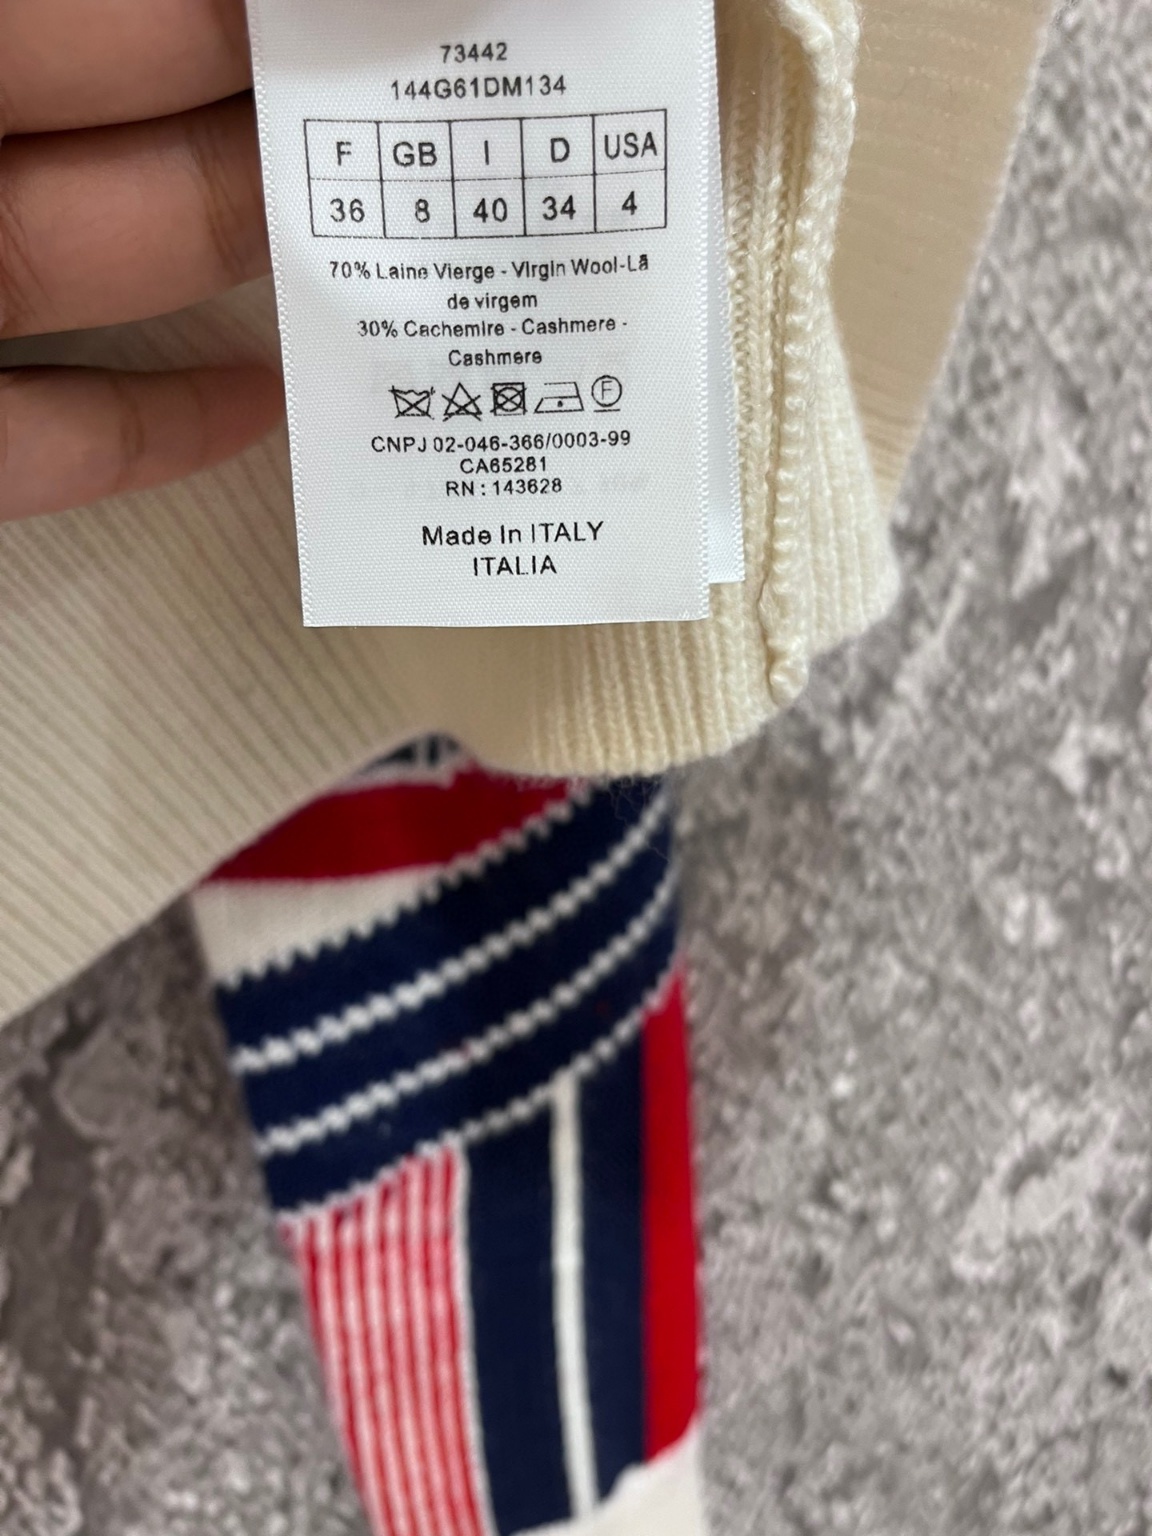 73442
144G61DM134
F GB I D USA
36 8 40 34 4
70% Laine Vierge - Virgin Wool-Lã
de virgem
30% Cachemire - Cashmere -
Cashmere
F
CNPJ 02-046-366/0003-99
CA65281
RN : 143628
Made In ITALY
ITALIA